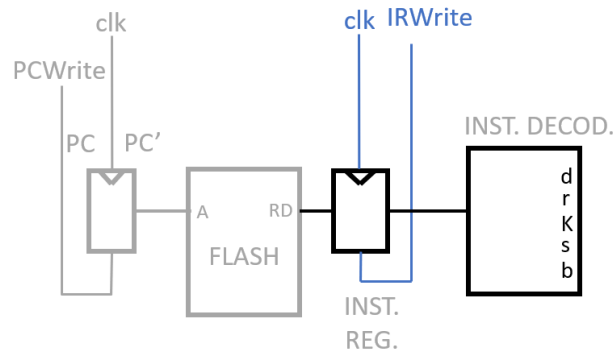 clk
clk
IRWrite
PCWrite
PC
PC’
INST. DECOD.
A
RD
FLASH
d
r
K
s
b
INST.
REG.